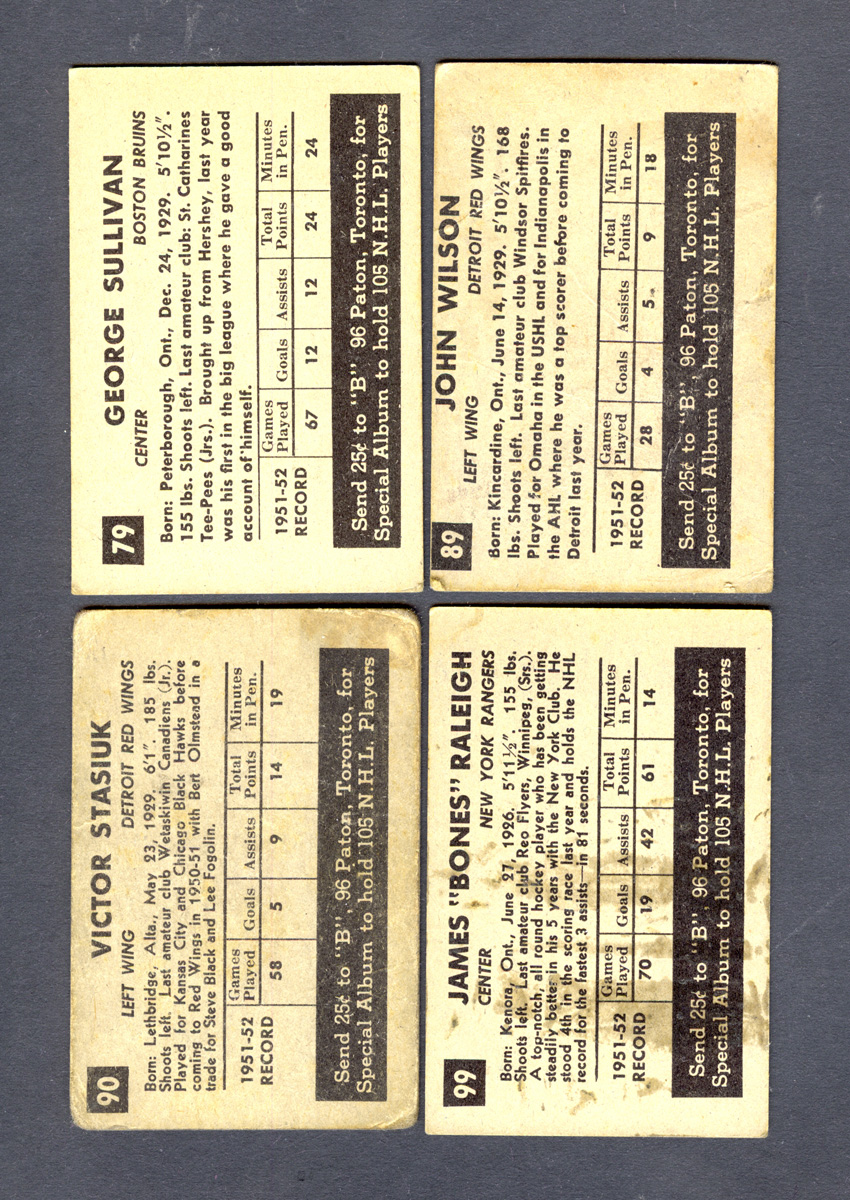 79
GEORGE SULLIVAN
CENTER BOSTON BRUINS
Born: Peterborough, Ont., Dec. 24, 1929. 5'10½".
155 lbs. Shoots left. Last amateur club: St. Catharines
Tee-Pees (Jrs.). Brought up from Hershey, last year
was his first in the big league where he gave a good
account of himself.
1951-52 RECORD
Games Played Goals Assists Total Points Minutes in Pen.
67 12 12 24 24
Send 25¢ to "B", 96 Paton, Toronto, for
Special Album to hold 105 N.H.L. Players
89
JOHN WILSON
LEFT WING DETROIT RED WINGS
Born: Kincardine, Ont., June 14, 1929. 5'10½". 168
lbs. Shoots left. Last amateur club Windsor Spitfires.
Played for Omaha in the USHL and for Indianapolis in
the AHL where he was a top scorer before coming to
Detroit last year.
1951-52 RECORD
Games Played Goals Assists Total Points Minutes in Pen.
28 4 5 9 18
Send 25¢ to "B", 96 Paton, Toronto, for
Special Album to hold 105 N.H.L. Players
90
VICTOR STASIUK
LEFT WING DETROIT RED WINGS
Born: Lethbridge, Alta., May 23, 1929. 6'1". 185 lbs.
Shoots left. Last amateur club Wetaskiwin Canadiens (Jr.).
Played for Kansas City and Chicago Black Hawks before
coming to Red Wings in 1950-51 with Bert Olmstead in a
trade for Steve Black and Lee Fogolin.
1951-52 RECORD
Games Played Goals Assists Total Points Minutes in Pen.
58 5 9 14 19
Send 25¢ to "B", 96 Paton, Toronto, for
Special Album to hold 105 N.H.L. Players
99
JAMES "BONES" RALEIGH
CENTER NEW YORK RANGERS
Born: Kenora, Ont., June 27, 1926. 5'11½". 155 lbs.
Shoots left. Last amateur club Reo Flyers, Winnipeg, (Srs.).
A top-notch, all round hockey player who has been getting
steadily better in his 5 years with the New York Club. He
stood 4th in the scoring race last year and holds the NHL
record for the fastest 3 assists—in 81 seconds.
1951-52 RECORD
Games Played Goals Assists Total Points Minutes in Pen.
70 19 42 61 14
Send 25¢ to "B", 96 Paton, Toronto, for
Special Album to hold 105 N.H.L. Players